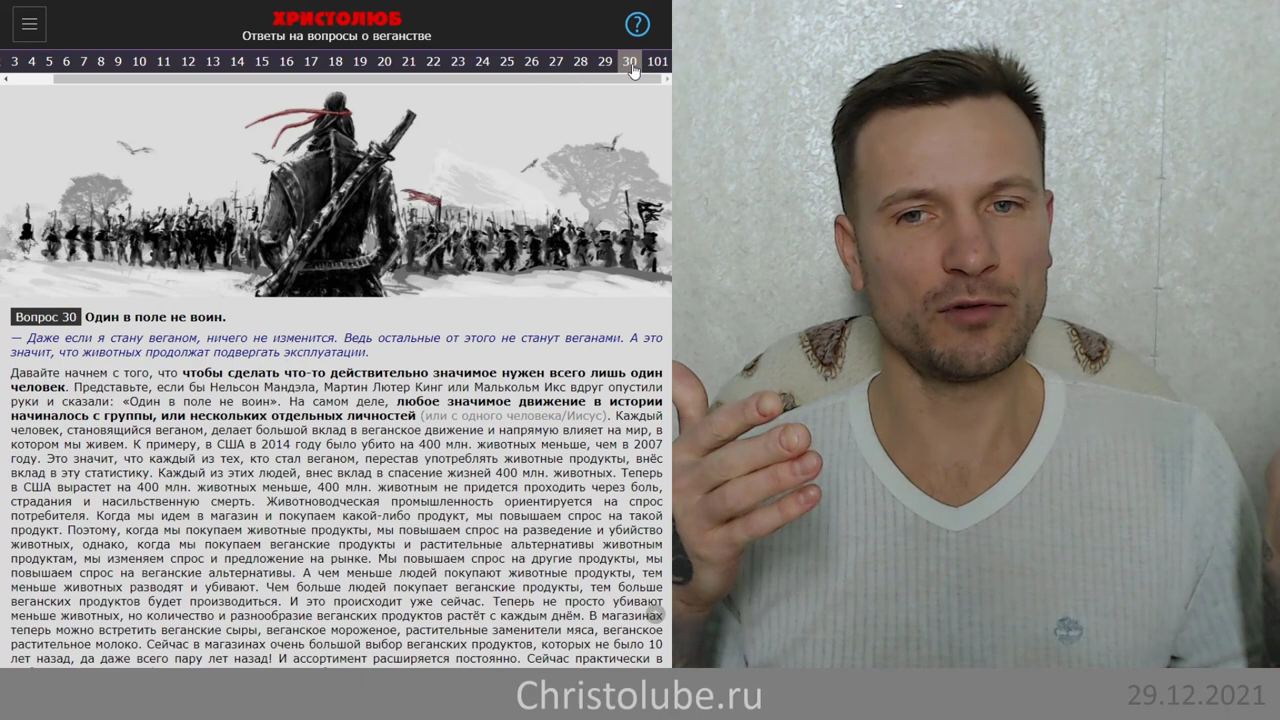 ХРИСТОЛЮБ
Ответы на вопросы о веганстве
3 4 5 6 7 8 9 10 11 12 13 14 15 16 17 18 19 20 21 22 23 24 25 26 27 28 29 30 101
Вопрос 30 Один в поле не воин.
— Даже если я стану веганом, ничего не изменится. Ведь остальные от этого не станут веганами. А это
значит, что животных продолжат подвергать эксплуатации.
Давайте начнем с того, что чтобы сделать что-то действительно значимое нужен всего лишь один
человек. Представьте, если бы Нельсон Мандэла, Мартин Лютер Кинг или Малькольм Икс вдруг опустили
руки и сказали: «Один в поле не воин». На самом деле, любое значимое движение в истории
начиналось с группы, или нескольких отдельных личностей (или с одного человека/Иисус). Каждый
человек, становящийся веганом, делает большой вклад в веганское движение и напрямую влияет на мир, в
котором мы живем. К примеру, в США в 2014 году было убито на 400 млн. животных меньше, чем в 2007
году. Это значит, что каждый из тех, кто стал веганом, перестав употреблять животные продукты, внёс
вклад в эту статистику. Каждый из этих людей, внес вклад в спасение жизней 400 млн. животных. Теперь
в США вырастет на 400 млн. животных меньше, 400 млн. животным не придется проходить через боль,
страдания и насильственную смерть. Животноводческая промышленность ориентируется на спрос
потребителя. Когда мы идем в магазин и покупаем какой-либо продукт, мы повышаем спрос на такой
продукт. Поэтому, когда мы покупаем животные продукты, мы повышаем спрос на разведение и убийство
животных, однако, когда мы покупаем веганские продукты и растительные альтернативы животным
продуктам, мы изменяем спрос и предложение на рынке. Мы повышаем спрос на другие продукты, мы
повышаем спрос на веганские альтернативы. А чем меньше людей покупают животные продукты, тем
меньше животных разводят и убивают. Чем больше людей покупает веганские продукты, тем больше
веганских продуктов будет производиться. И это происходит уже сейчас. Теперь не просто убивают
меньше животных, но количество и разнообразие веганских продуктов растёт с каждым днём. В магазинах
теперь можно встретить веганские сыры, веганское мороженое, растительные заменители мяса, веганское
растительное молоко. Сейчас в магазинах очень большой выбор веганских продуктов, которых не было 10
лет назад, да даже всего пару лет назад! И ассортимент расширяется постоянно. Сейчас практически в
Christolube.ru
29.12.2021